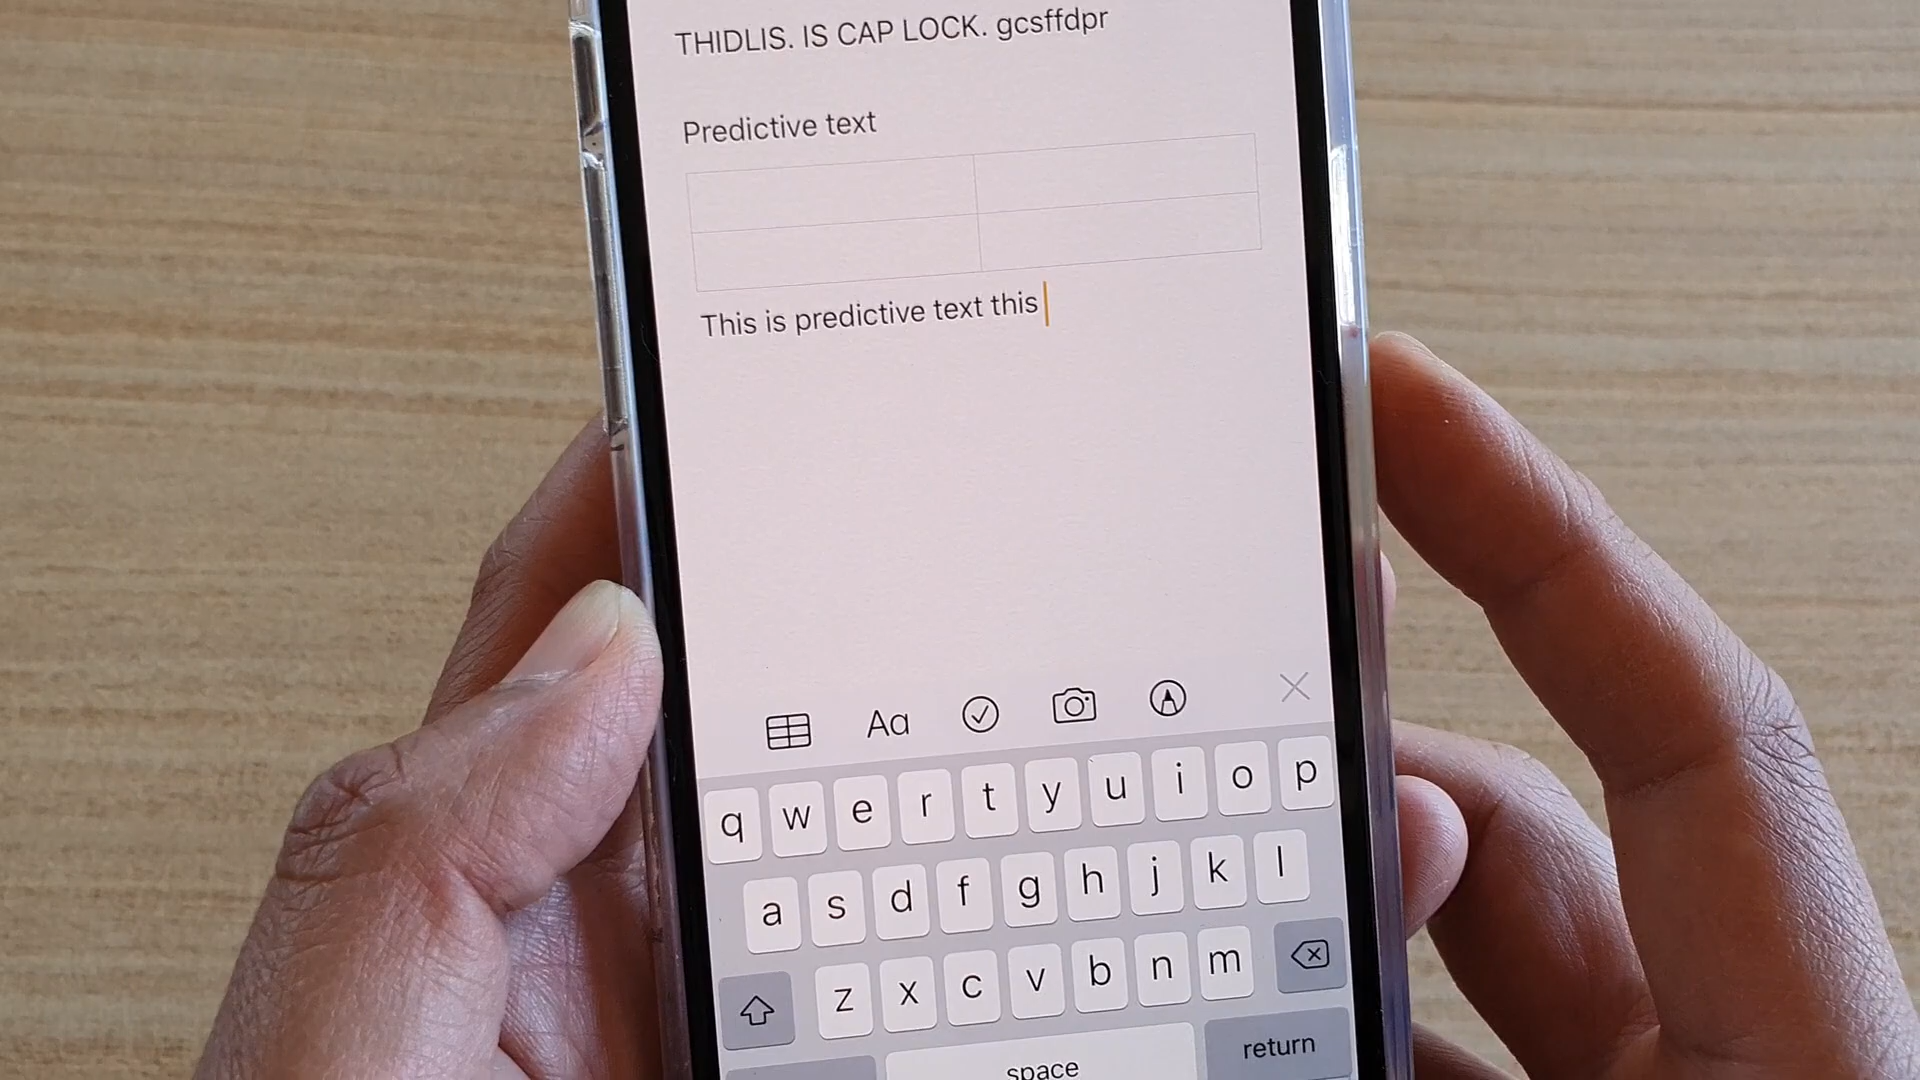 THIDLIS. IS CAP LOCK. gcsffdpr
Predictive text
This is predictive text this
Aa
q w e r t y u i o p
a s d f g h j k l
z x c v b n m
space return